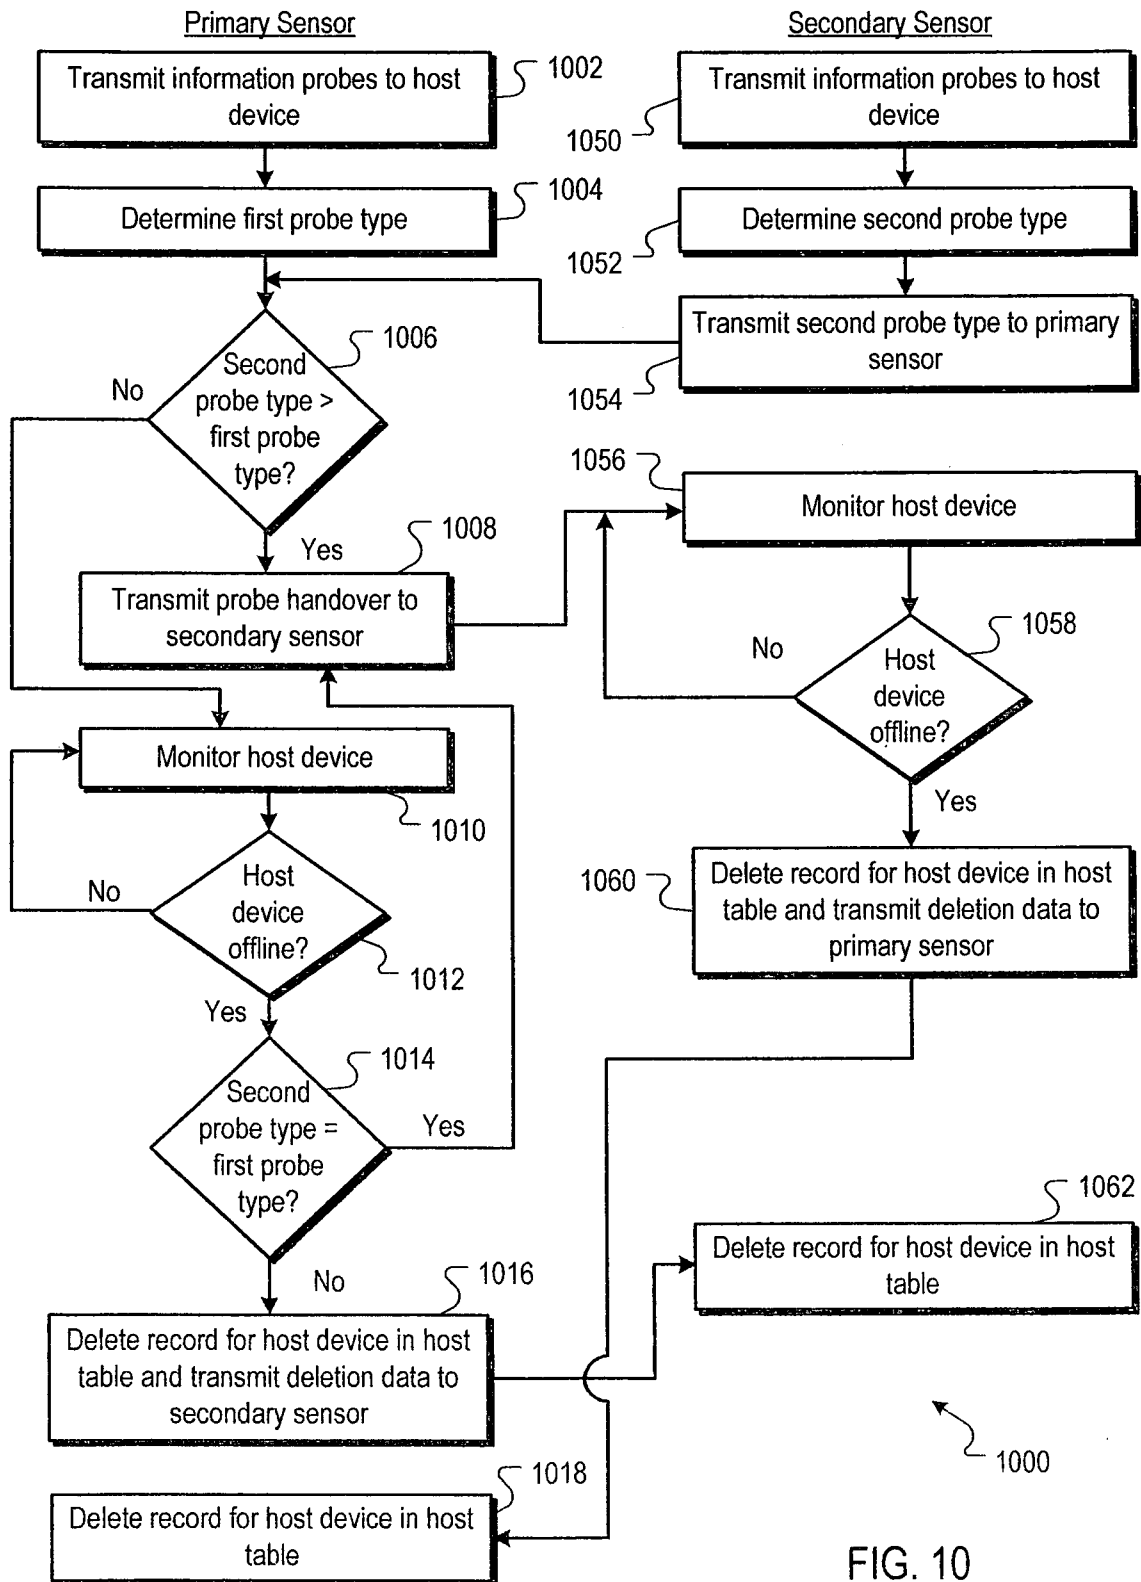 Primary Sensor
Secondary Sensor
Transmit information probes to host
device
1002
Transmit information probes to host
device
1050
Determine first probe type
1004
Determine second probe type
1052
Transmit second probe type to primary
sensor
1054
1006
Second
probe type >
first probe
type?
No
Yes
1008
Transmit probe handover to
secondary sensor
1056
Monitor host device
1058
Host
device
offline?
No
Yes
Monitor host device
1010
Host
device
offline?
No
1012
Yes
1060
Delete record for host device in host
table and transmit deletion data to
primary sensor
1014
Second
probe type =
first probe
type?
Yes
No
1062
Delete record for host device in host
table
1016
Delete record for host device in host
table and transmit deletion data to
secondary sensor
1000
1018
Delete record for host device in host
table
FIG. 10